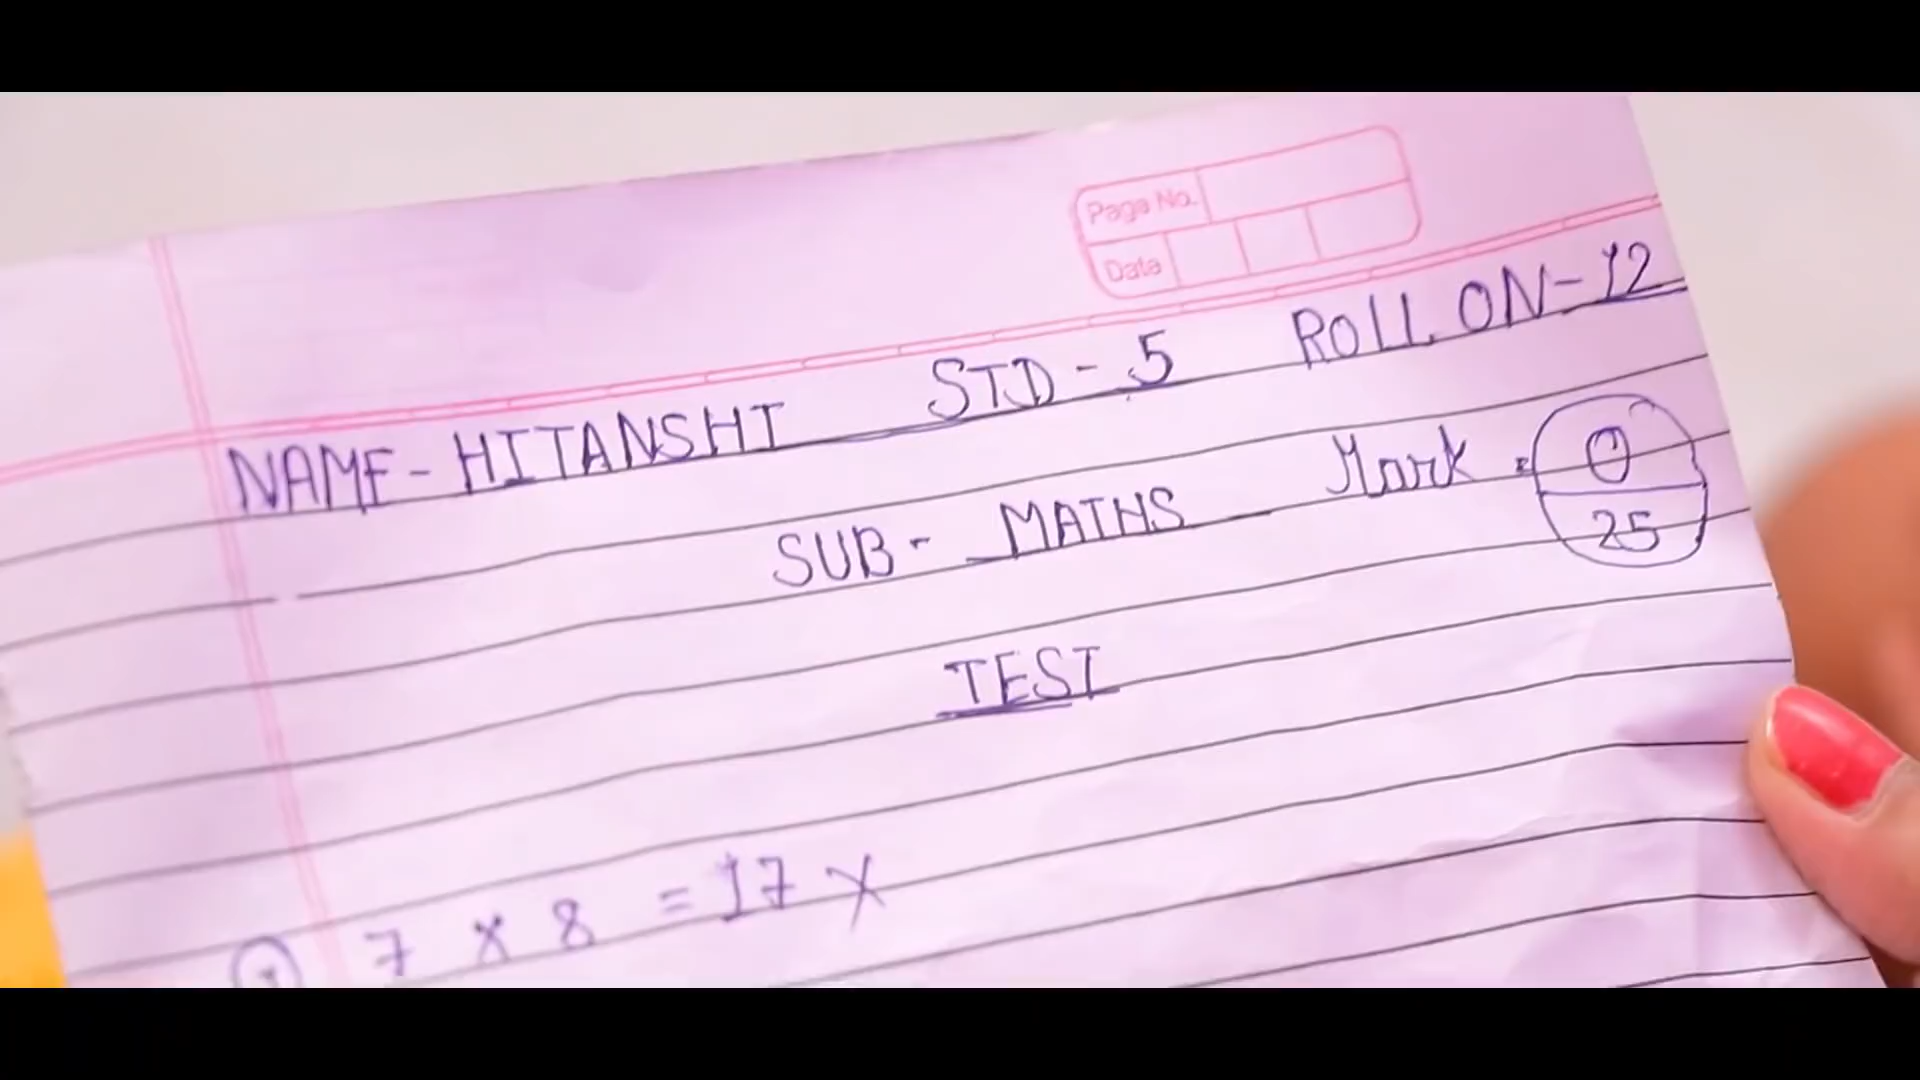 Page No.
Date
NAME - HITANSHI STD - 5 ROLL ON - 12
SUB - MATHS Mark = 0
25
TEST
7 x 8 = 17 X